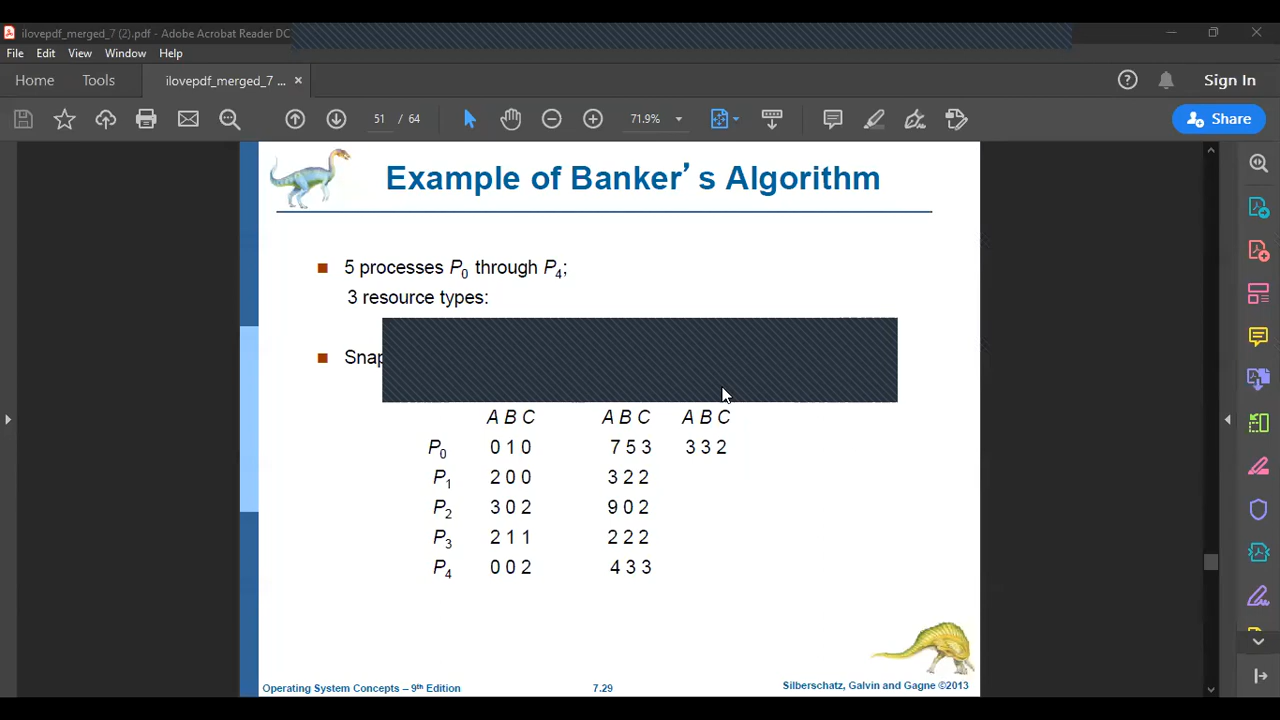 ilovepdf_merged_7 (2).pdf - Adobe Acrobat Reader DC
File Edit View Window Help
Home Tools ilovepdf_merged_7 ... × Sign In
51 / 64 71.9% Share
Example of Banker’s Algorithm
5 processes P0 through P4;
3 resource types:
Snap
A B C A B C A B C
P0 0 1 0 7 5 3 3 3 2
P1 2 0 0 3 2 2
P2 3 0 2 9 0 2
P3 2 1 1 2 2 2
P4 0 0 2 4 3 3
Operating System Concepts – 9th Edition 7.29 Silberschatz, Galvin and Gagne ©2013